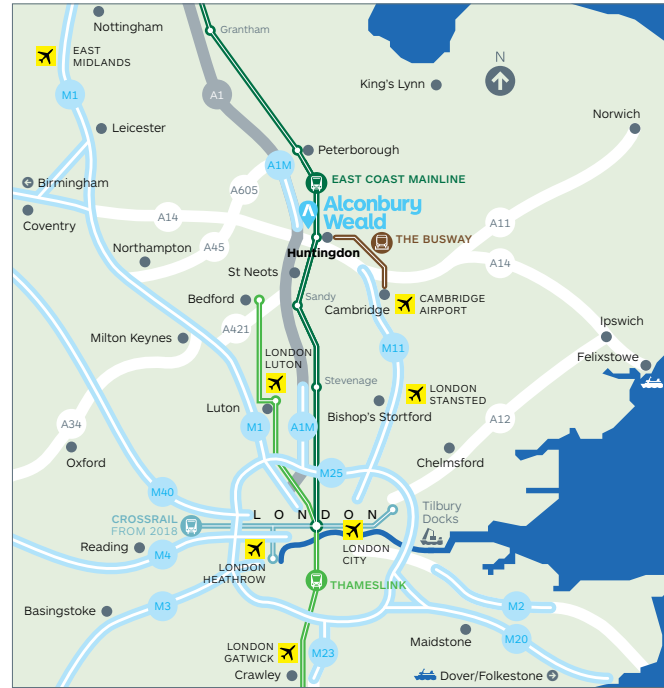 Nottingham
Grantham
EAST
MIDLANDS
N
King's Lynn
M1
A1
Norwich
Leicester
Peterborough
A1M
EAST COAST MAINLINE
Birmingham
A605
Alconbury
Weald
Coventry
A14
A11
THE BUSWAY
A45
Northampton
Huntingdon
A14
St Neots
Bedford
Sandy
Cambridge
CAMBRIDGE
AIRPORT
Ipswich
A421
Milton Keynes
M11
Felixstowe
LONDON
LUTON
Stevenage
LONDON
STANSTED
Luton
Bishop's Stortford
A34
M1
A1M
A12
Oxford
Chelmsford
M25
M40
LONDON
Tilbury
Docks
CROSSRAIL
FROM 2018
Reading
M4
LONDON
CITY
LONDON
HEATHROW
THAMESLINK
Basingstoke
M3
M2
Maidstone
M20
LONDON
GATWICK
M23
Crawley
Dover/Folkestone